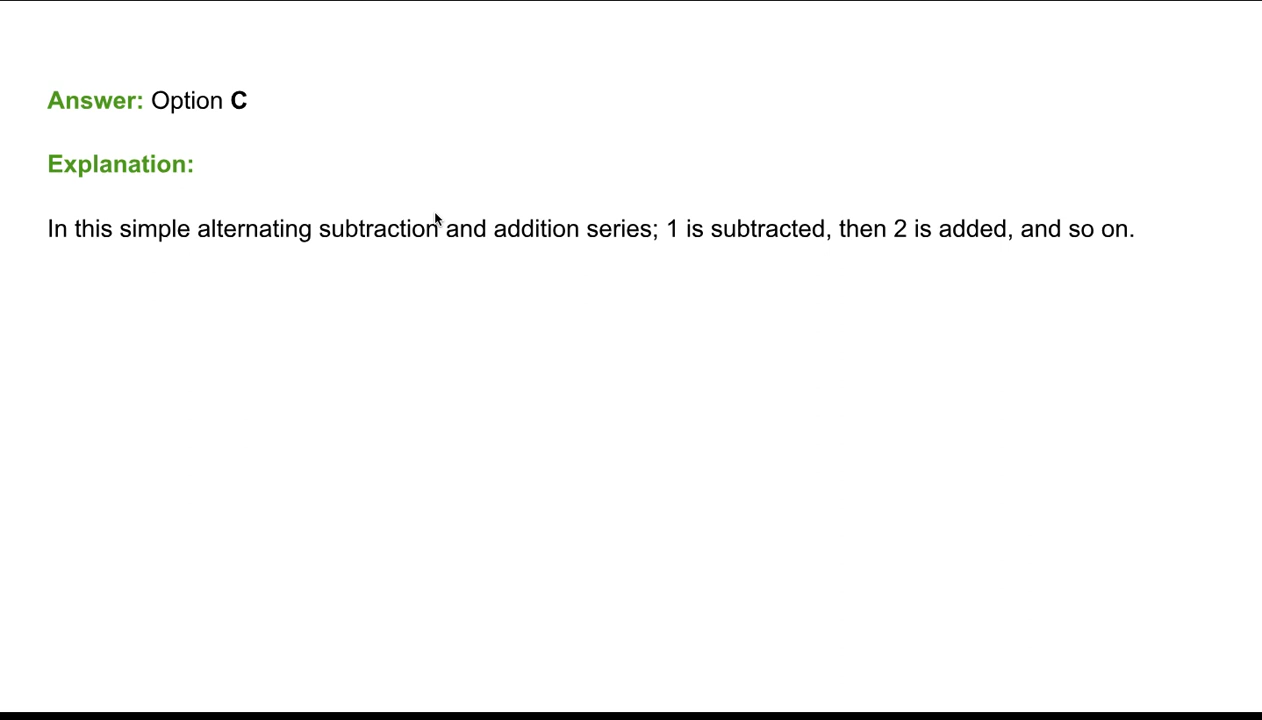 Answer: Option C
Explanation:
In this simple alternating subtraction and addition series; 1 is subtracted, then 2 is added, and so on.